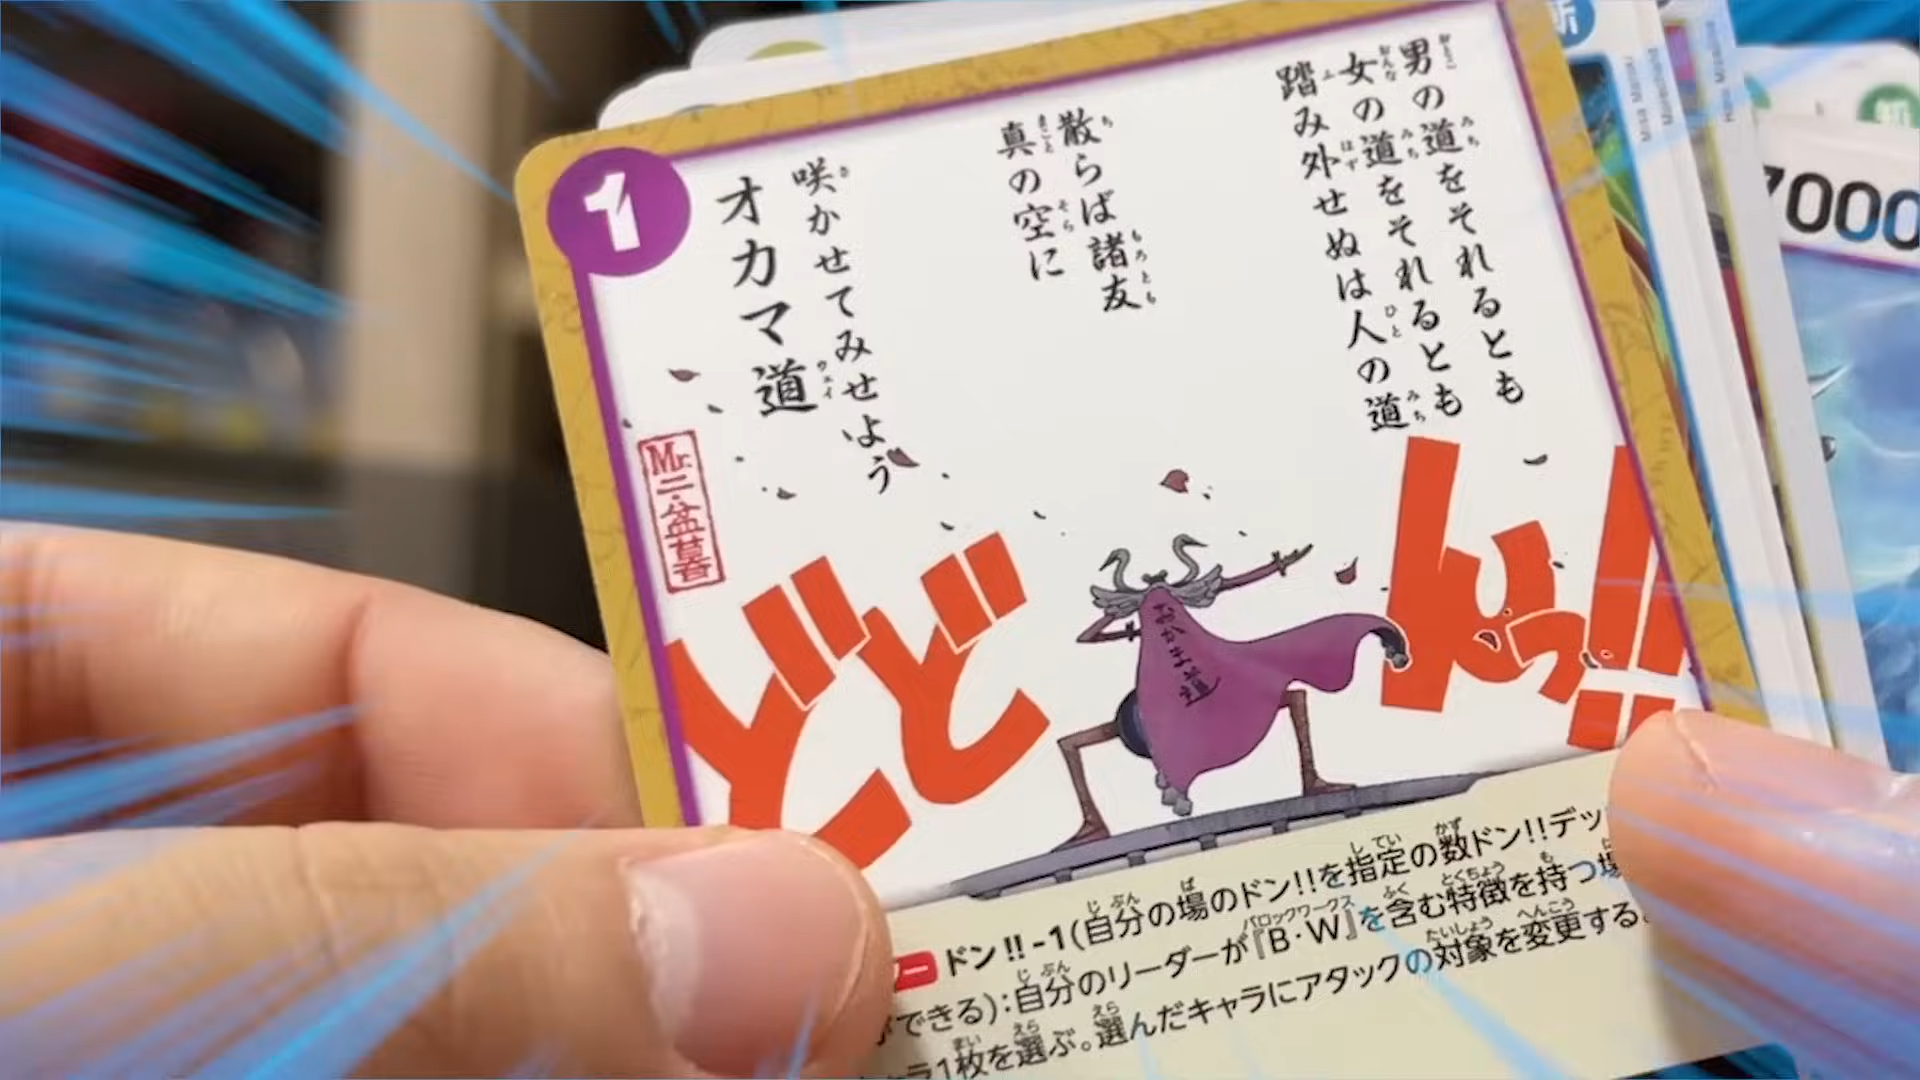 1
男の道をそれるとも
女の道をそれるとも
踏み外せぬは人の道
散らば諸友
真の空に
咲かせてみせよう
オカマ道
Mr.二・盆暮
どど
んっ!!
おかま道
ドン!!-1(自分の場のドン!!を指定の数ドン!!デッ
できる):自分のリーダーが『B・W』を含む特徴を持つ場
1枚を選ぶ。選んだキャラにアタックの対象を変更する。
7000
新